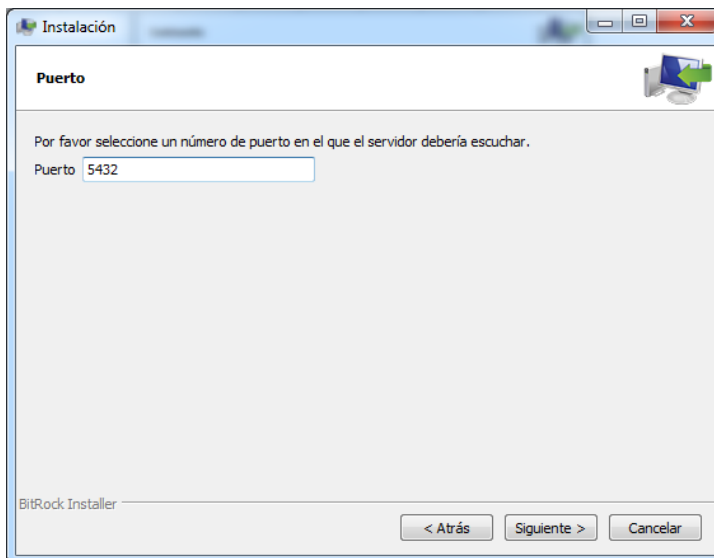 Instalación
Puerto
Por favor seleccione un número de puerto en el que el servidor debería escuchar.
Puerto 5432
BitRock Installer
< Atrás Siguiente > Cancelar